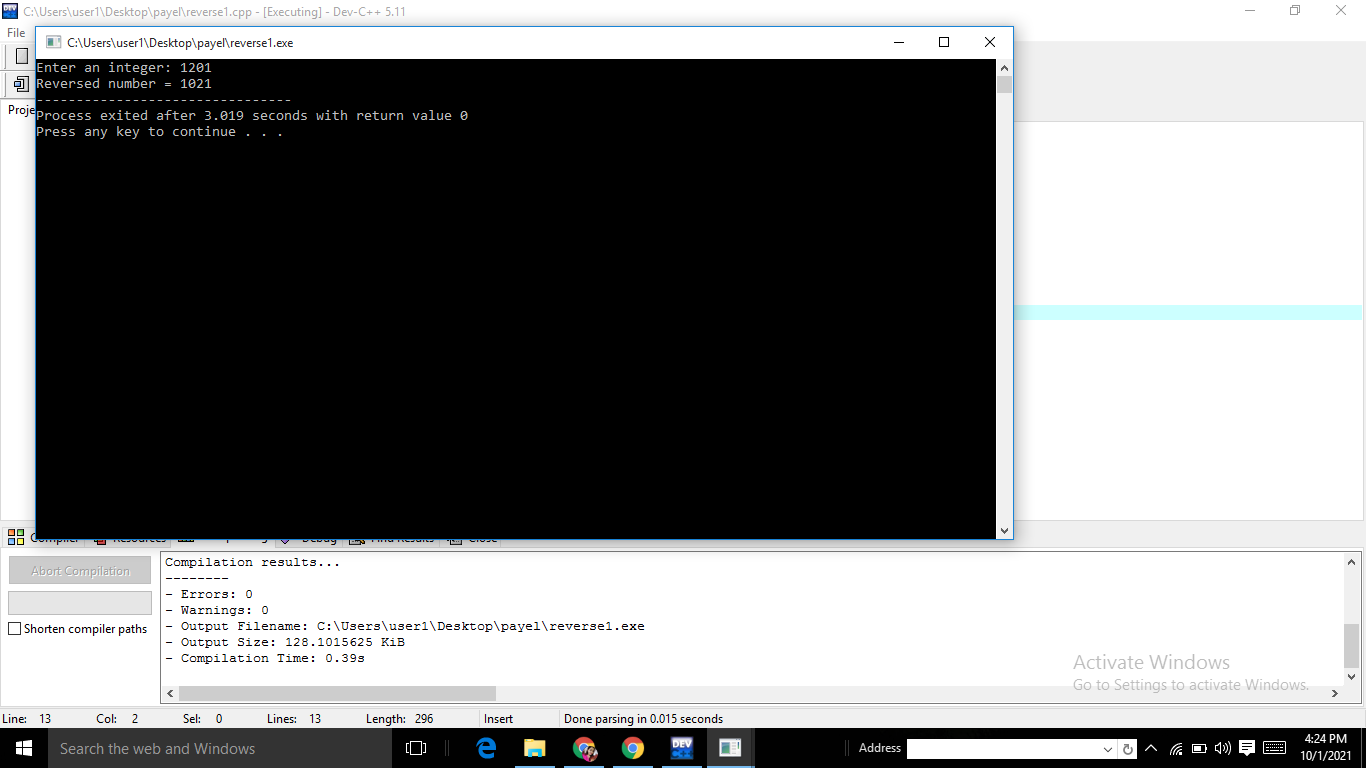 C:\Users\user1\Desktop\payel\reverse1.cpp - [Executing] - Dev-C++ 5.11
File
C:\Users\user1\Desktop\payel\reverse1.exe
Enter an integer: 1201
Reversed number = 1021
--------------------------------
Process exited after 3.019 seconds with return value 0
Press any key to continue . . .
Proje
Compiler Resources Debug Find Results Close
Abort Compilation
Shorten compiler paths
Compilation results...
--------
- Errors: 0
- Warnings: 0
- Output Filename: C:\Users\user1\Desktop\payel\reverse1.exe
- Output Size: 128.1015625 KiB
- Compilation Time: 0.39s
Activate Windows
Go to Settings to activate Windows.
Line: 13 Col: 2 Sel: 0 Lines: 13 Length: 296 Insert Done parsing in 0.015 seconds
Search the web and Windows
DEV
Address
4:24 PM
10/1/2021